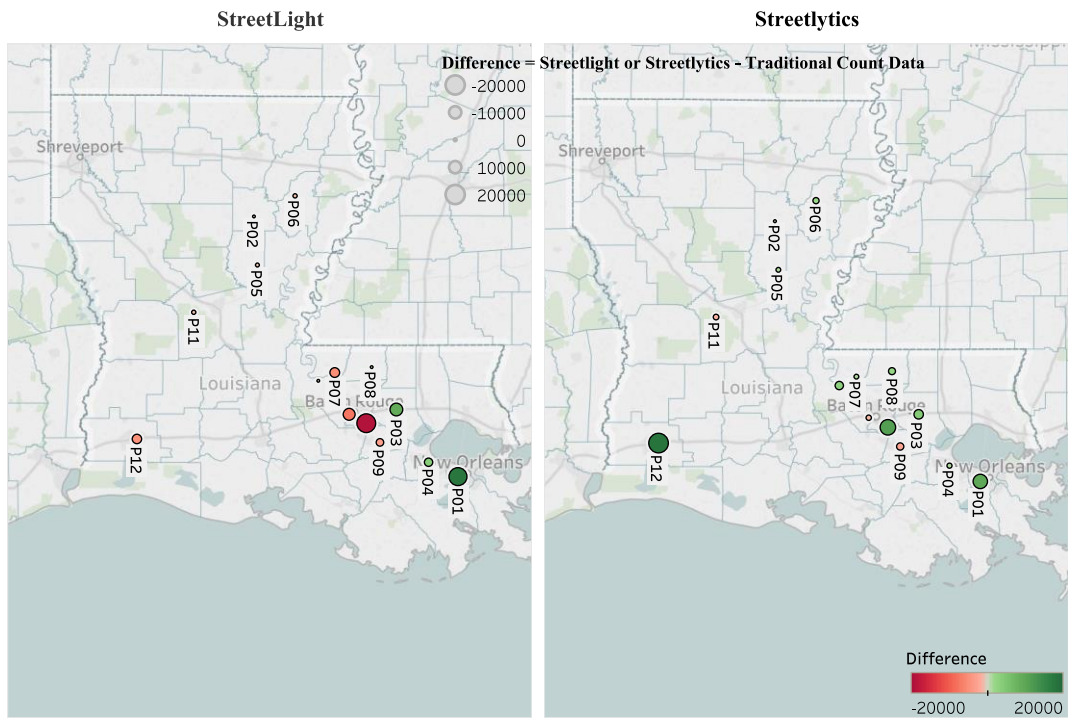 StreetLight
Streetlytics
Difference = Streetlight or Streetlytics - Traditional Count Data
-20000
-10000
0
10000
20000
Shreveport
P06
P02
P05
P11
Louisiana
P07
P08
Baton Rouge
P03
P09
P12
New Orleans
P04
P01
Mississippi
Shreveport
P06
P02
P05
P11
Louisiana
P07
P08
Baton Rouge
P03
P09
P12
New Orleans
P04
P01
Difference
-20000
20000